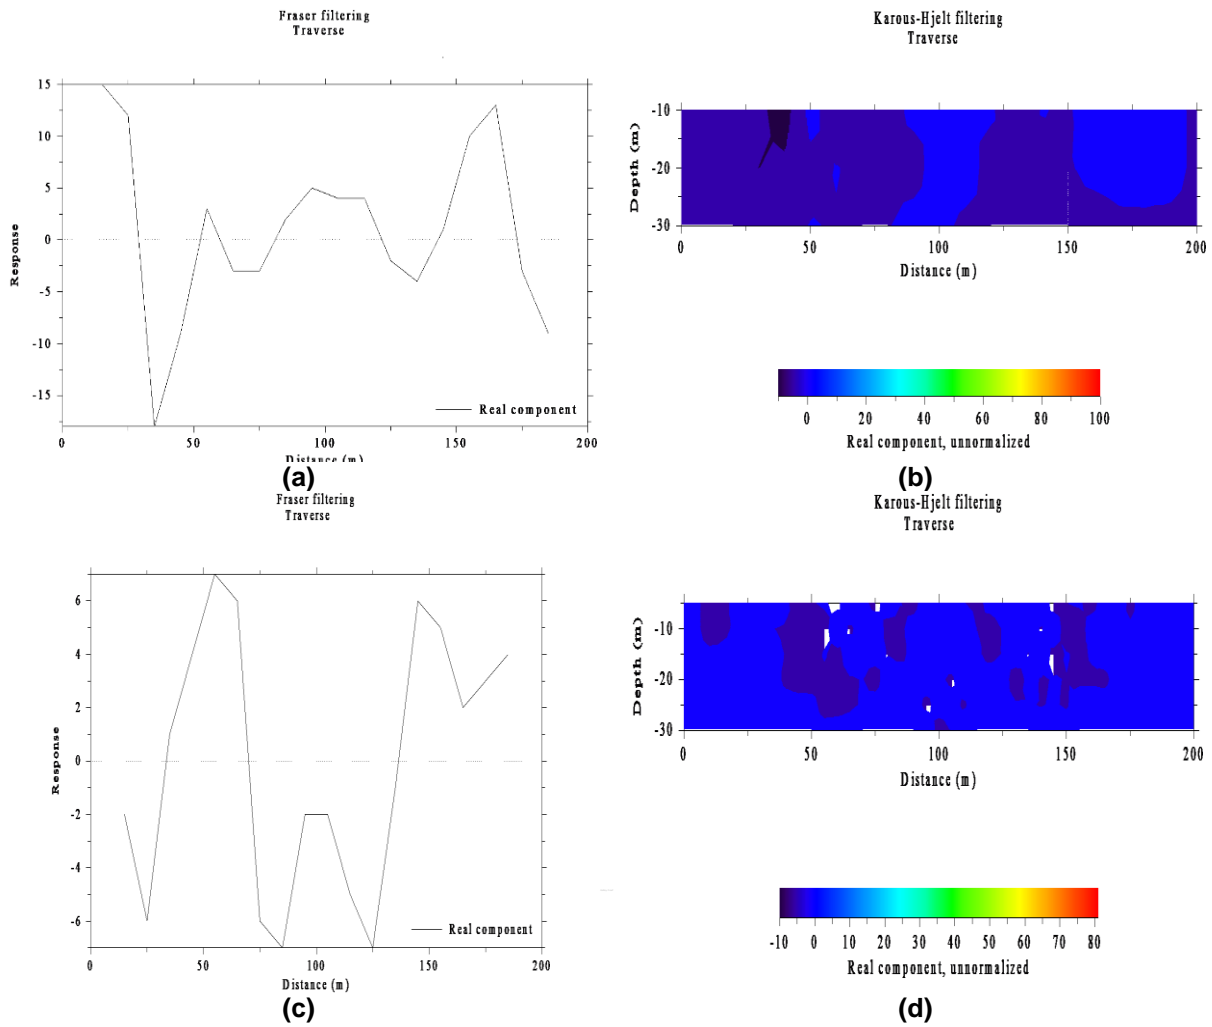 Fraser filtering
Traverse
15
10
5
0
-5
-10
-15
Response
Real component
0 50 100 150 200
Distance (m)
(a)
Karous-Hjelt filtering
Traverse
-10
-20
-30
Depth (m)
0 50 100 150 200
Distance (m)
0 20 40 60 80 100
Real component, unnormalized
(b)
Fraser filtering
Traverse
6
4
2
0
-2
-4
-6
Response
Real component
0 50 100 150 200
Distance (m)
(c)
Karous-Hjelt filtering
Traverse
-10
-20
-30
Depth (m)
0 50 100 150 200
Distance (m)
-10 0 10 20 30 40 50 60 70 80
Real component, unnormalized
(d)